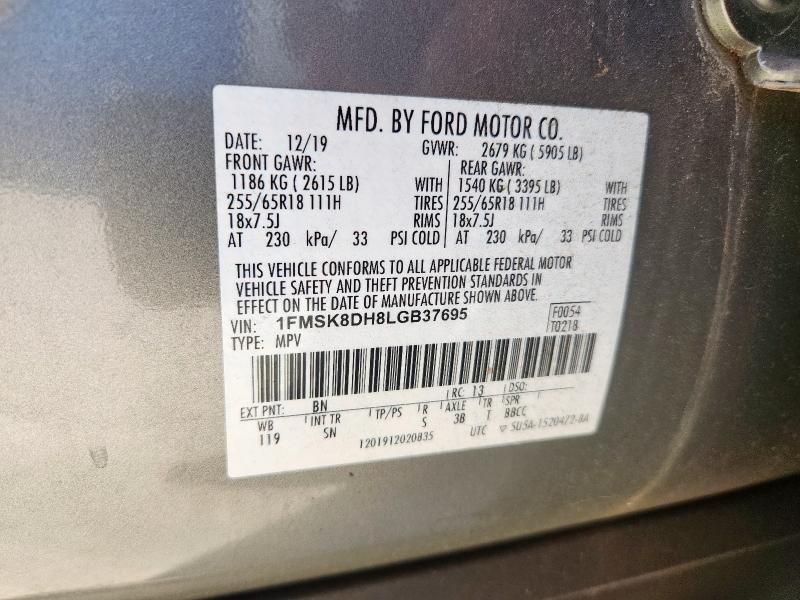 MFD. BY FORD MOTOR CO.
DATE: 12/19 GVWR: 2679 KG ( 5905 LB)
FRONT GAWR: REAR GAWR:
1186 KG ( 2615 LB) WITH 1540 KG ( 3395 LB) WITH
255/65R18 111H TIRES 255/65R18 111H TIRES
18x7.5J RIMS 18x7.5J RIMS
AT 230 kPa/ 33 PSI COLD AT 230 kPa/ 33 PSI COLD
THIS VEHICLE CONFORMS TO ALL APPLICABLE FEDERAL MOTOR
VEHICLE SAFETY AND THEFT PREVENTION STANDARDS IN
EFFECT ON THE DATE OF MANUFACTURE SHOWN ABOVE.
VIN: 1FMSK8DH8LGB37695 F0054
TYPE: MPV T0218
EXT PNT: BN RC: 13 DSO:
WB INT TR TP/PS R AXLE TR SPR
119 SN S 3B T BBCC
1201912020835 UTC 5U5A-1520472-BA